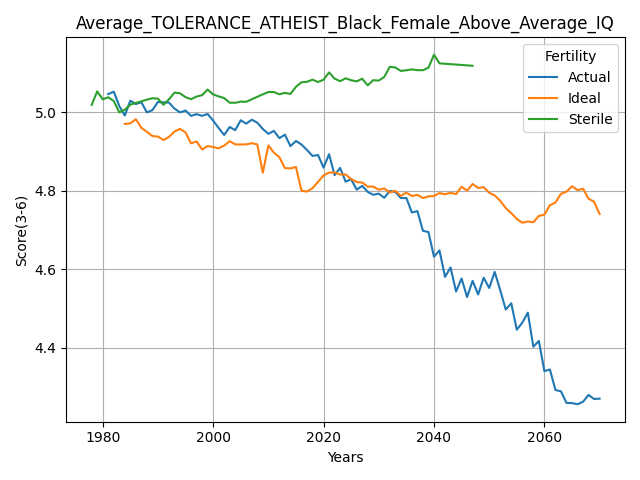 Average_TOLERANCE_ATHEIST_Black_Female_Above_Average_IQ
Fertility
Actual
Ideal
Sterile
Score(3-6)
5.0
4.8
4.6
4.4
1980 2000 2020 2040 2060
Years